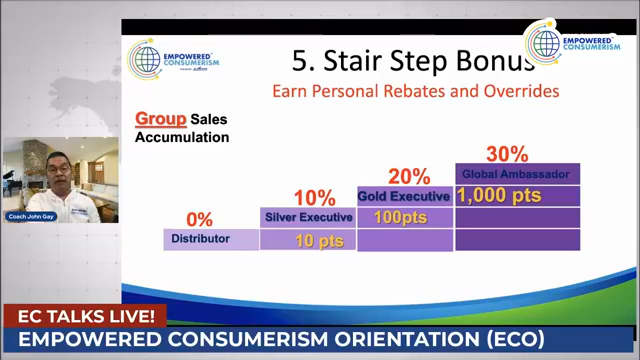 EMPOWERED
CONSUMERISM
EMPOWERED
CONSUMERISM
5. Stair Step Bonus
Earn Personal Rebates and Overrides
Group Sales
Accumulation
30%
Global Ambassador
1,000 pts
20%
Gold Executive
100pts
10%
Silver Executive
10 pts
0%
Distributor
Coach John Gay
EC TALKS LIVE!
EMPOWERED CONSUMERISM ORIENTATION (ECO)